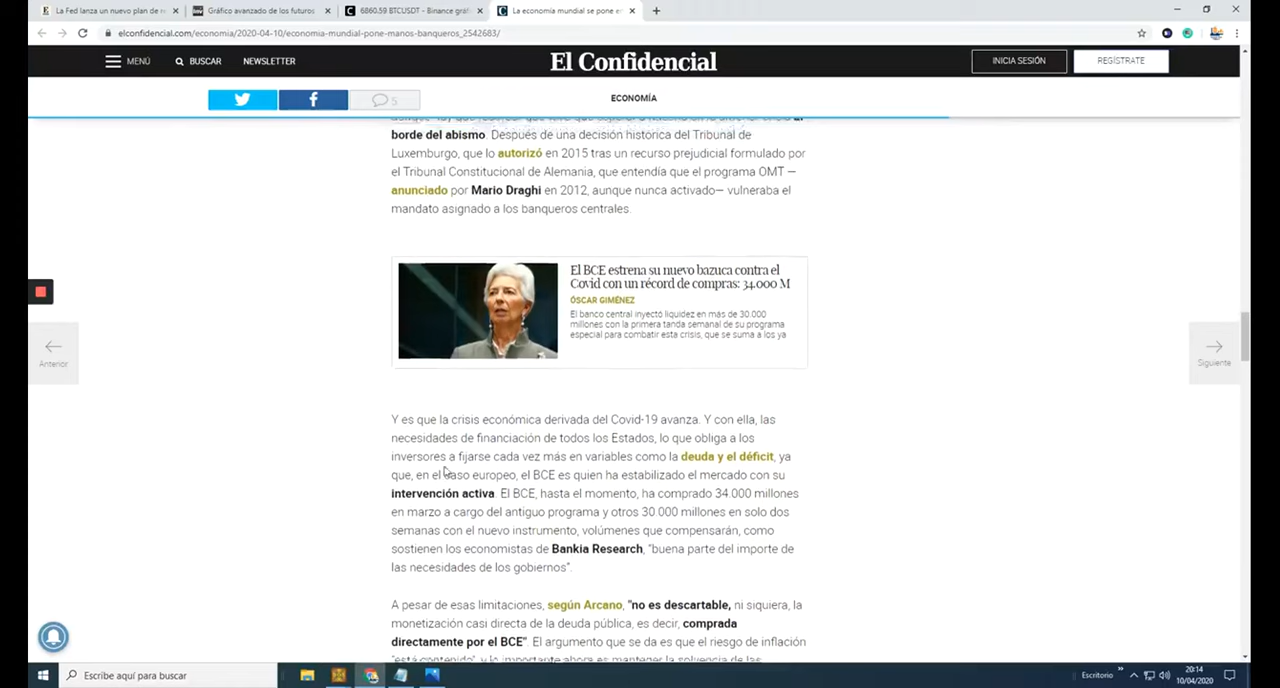 La Fed lanza un nuevo plan de r
Gráfico avanzado de los futuros
6860.59 BTCUSDT - Binance gráf
La economía mundial se pone en
elconfidencial.com/economia/2020-04-10/economia-mundial-pone-manos-banqueros_2542683/
MENÚ
BUSCAR
NEWSLETTER
El Confidencial
INICIA SESIÓN
REGÍSTRATE
5
ECONOMÍA
borde del abismo. Después de una decisión histórica del Tribunal de
Luxemburgo, que lo autorizó en 2015 tras un recurso prejudicial formulado por
el Tribunal Constitucional de Alemania, que entendía que el programa OMT —
anunciado por Mario Draghi en 2012, aunque nunca activado— vulneraba el
mandato asignado a los banqueros centrales.
El BCE estrena su nuevo bazuca contra el
Covid con un récord de compras: 34.000 M
ÓSCAR GIMÉNEZ
El banco central inyectó liquidez en más de 30.000
millones con la primera tanda semanal de su programa
especial para combatir esta crisis, que se suma a los ya
Anterior
Siguiente
Y es que la crisis económica derivada del Covid-19 avanza. Y con ella, las
necesidades de financiación de todos los Estados, lo que obliga a los
inversores a fijarse cada vez más en variables como la deuda y el déficit, ya
que, en el caso europeo, el BCE es quien ha estabilizado el mercado con su
intervención activa. El BCE, hasta el momento, ha comprado 34.000 millones
en marzo a cargo del antiguo programa y otros 30.000 millones en solo dos
semanas con el nuevo instrumento, volúmenes que compensarán, como
sostienen los economistas de Bankia Research, "buena parte del importe de
las necesidades de los gobiernos".
A pesar de esas limitaciones, según Arcano, "no es descartable, ni siquiera, la
monetización casi directa de la deuda pública, es decir, comprada
directamente por el BCE". El argumento que se da es que el riesgo de inflación
"está contenido", y lo importante ahora es mantener la solvencia de las
Escribe aquí para buscar
Escritorio
20:14
10/04/2020